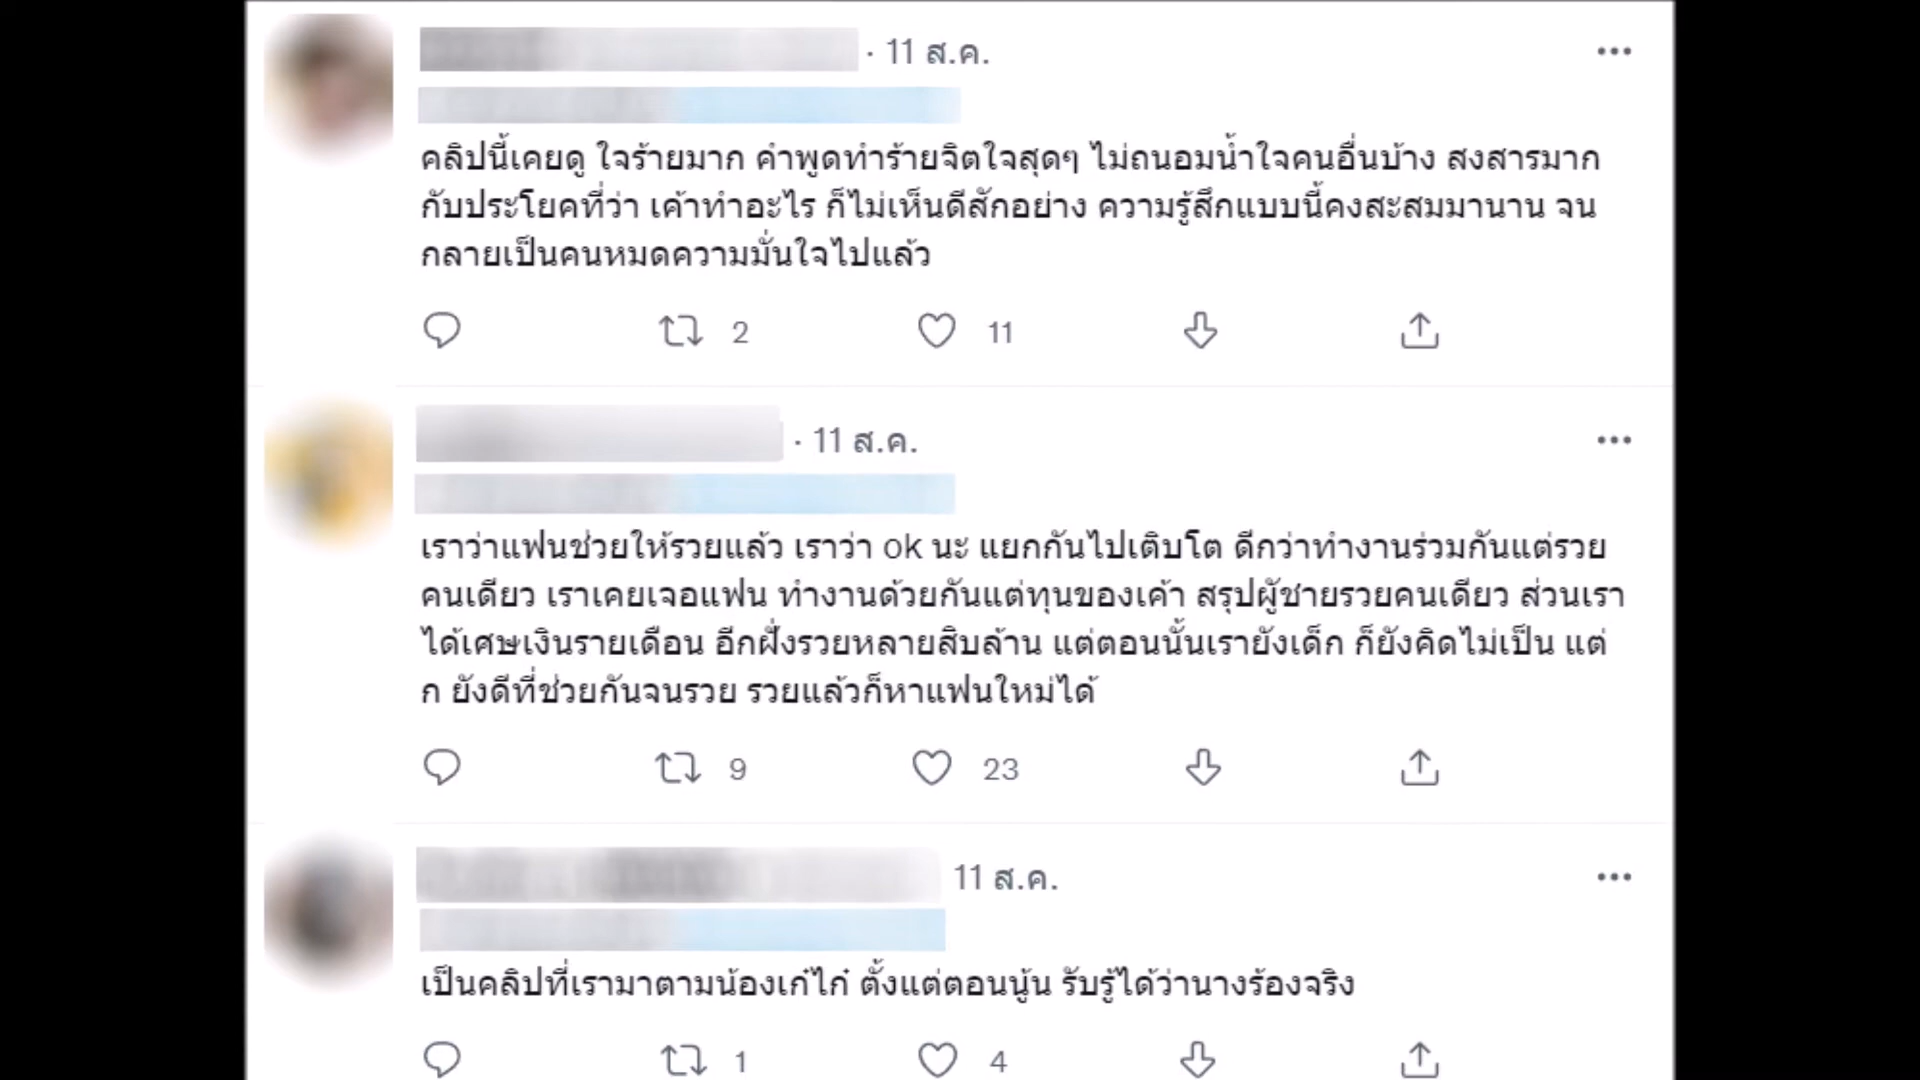 · 11 ส.ค.
คลิปนี้เคยดู ใจร้ายมาก คำพูดทำร้ายจิตใจสุดๆ ไม่ถนอมน้ำใจคนอื่นบ้าง สงสารมาก
กับประโยคที่ว่า เค้าทำอะไร ก็ไม่เห็นดีสักอย่าง ความรู้สึกแบบนี้คงสะสมมานาน จน
กลายเป็นคนหมดความมั่นใจไปแล้ว
2 11
· 11 ส.ค.
เราว่าแฟนช่วยให้รวยแล้ว เราว่า ok นะ แยกกันไปเติบโต ดีกว่าทำงานร่วมกันแต่รวย
คนเดียว เราเคยเจอแฟน ทำงานด้วยกันแต่ทุนของเค้า สรุปผู้ชายรวยคนเดียว ส่วนเรา
ได้เศษเงินรายเดือน อีกฝั่งรวยหลายสิบล้าน แต่ตอนนั้นเรายังเด็ก ก็ยังคิดไม่เป็น แต่
ก ยังดีที่ช่วยกันจนรวย รวยแล้วก็หาแฟนใหม่ได้
9 23
11 ส.ค.
เป็นคลิปที่เรามาตามน้องเก๋ไก๋ ตั้งแต่ตอนนู้น รับรู้ได้ว่านางร้องจริง
1 4